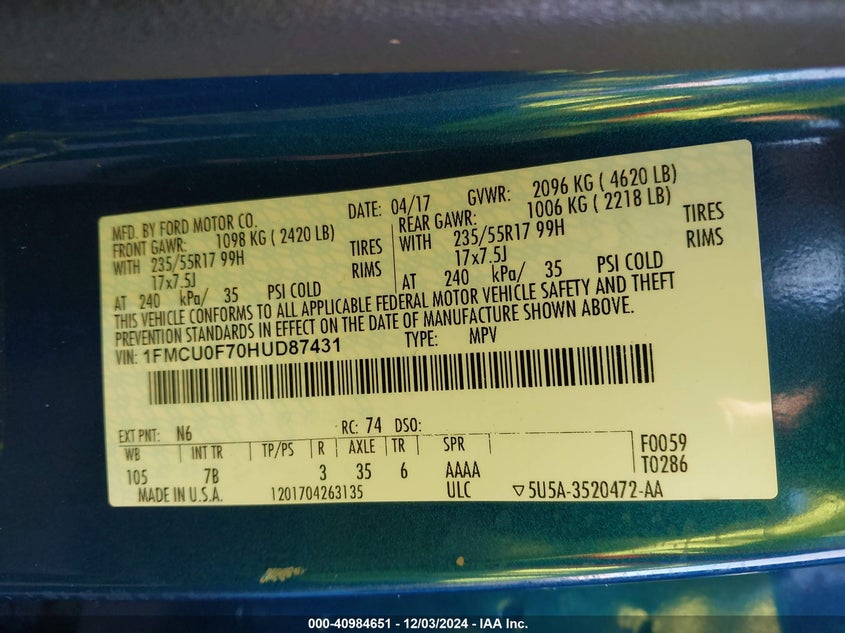 MFD. BY FORD MOTOR CO. DATE: 04/17 GVWR: 2096 KG ( 4620 LB)
FRONT GAWR: 1098 KG ( 2420 LB) REAR GAWR: 1006 KG ( 2218 LB)
WITH 235/55R17 99H TIRES WITH 235/55R17 99H TIRES
17x7.5J RIMS 17x7.5J RIMS
AT 240 kPa/ 35 PSI COLD AT 240 kPa/ 35 PSI COLD
THIS VEHICLE CONFORMS TO ALL APPLICABLE FEDERAL MOTOR VEHICLE SAFETY AND THEFT
PREVENTION STANDARDS IN EFFECT ON THE DATE OF MANUFACTURE SHOWN ABOVE.
VIN: 1FMCU0F70HUD87431 TYPE: MPV
EXT PNT: N6 RC: 74 DSO:
WB INT TR TP/PS R AXLE TR SPR F0059
105 7B 3 35 6 AAAA T0286
MADE IN U.S.A. 1201704263135 ULC ▽5U5A-3520472-AA
000-40984651 - 12/03/2024 - IAA Inc.